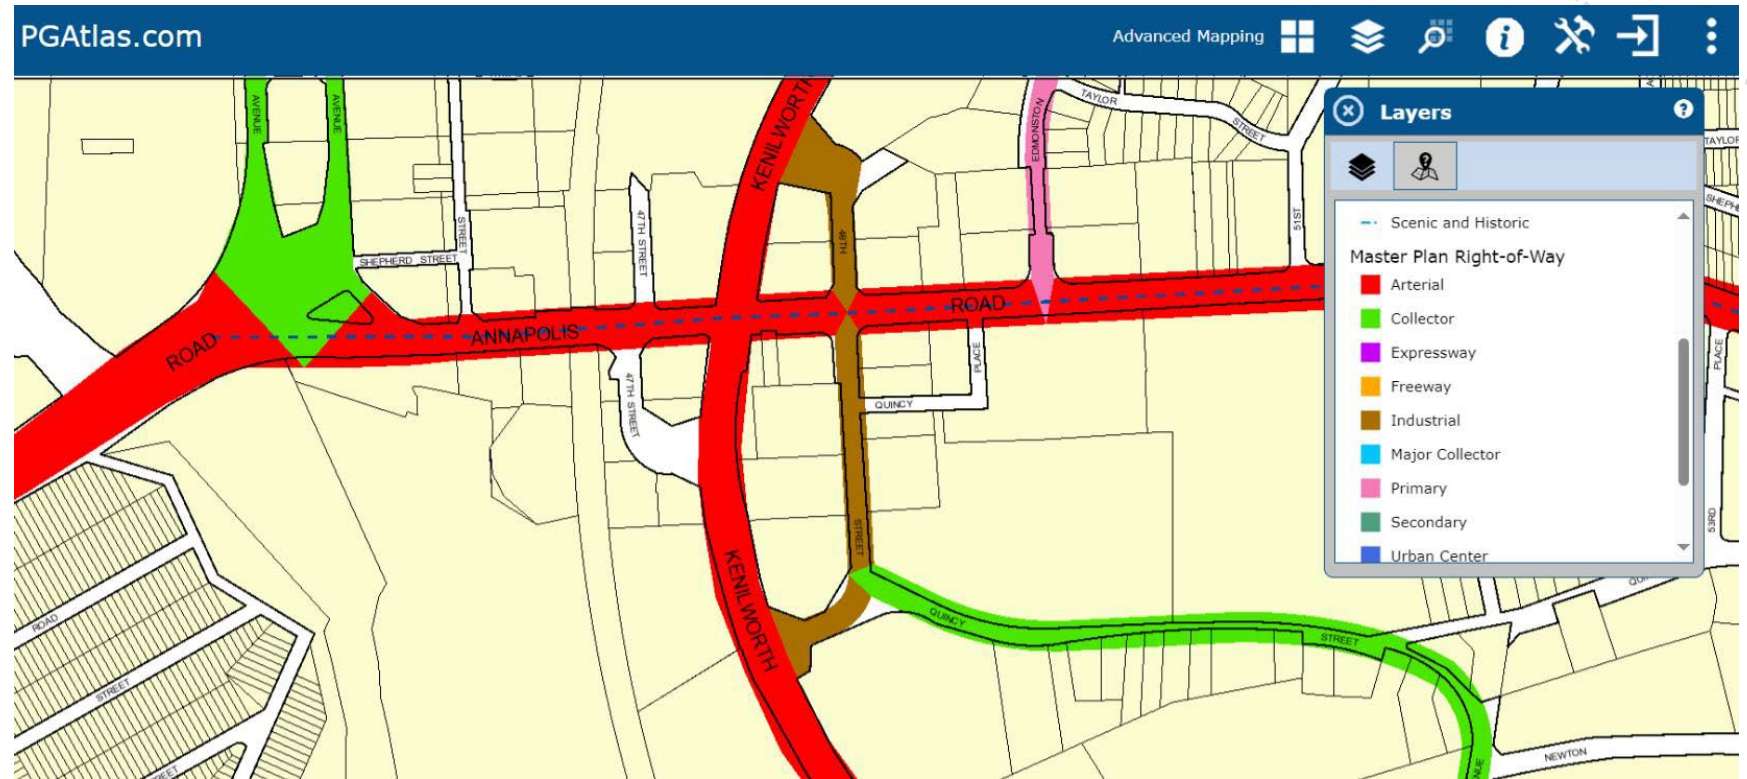 PGAtlas.com
Advanced Mapping
Layers
Scenic and Historic
Master Plan Right-of-Way
Arterial
Collector
Expressway
Freeway
Industrial
Major Collector
Primary
Secondary
Urban Center
AVENUE
AVENUE
KENILWORTH
EDMONSTON
TAYLOR
STREET
TAYLOR
STREET
SHEPHERD STREET
47TH STREET
48TH
51ST
ROAD
ANNAPOLIS
ROAD
47TH STREET
PLACE
PLACE
QUINCY
STREET
53RD
KENILWORTH
QUINCY
STREET
ROAD
STREET
NEWTON